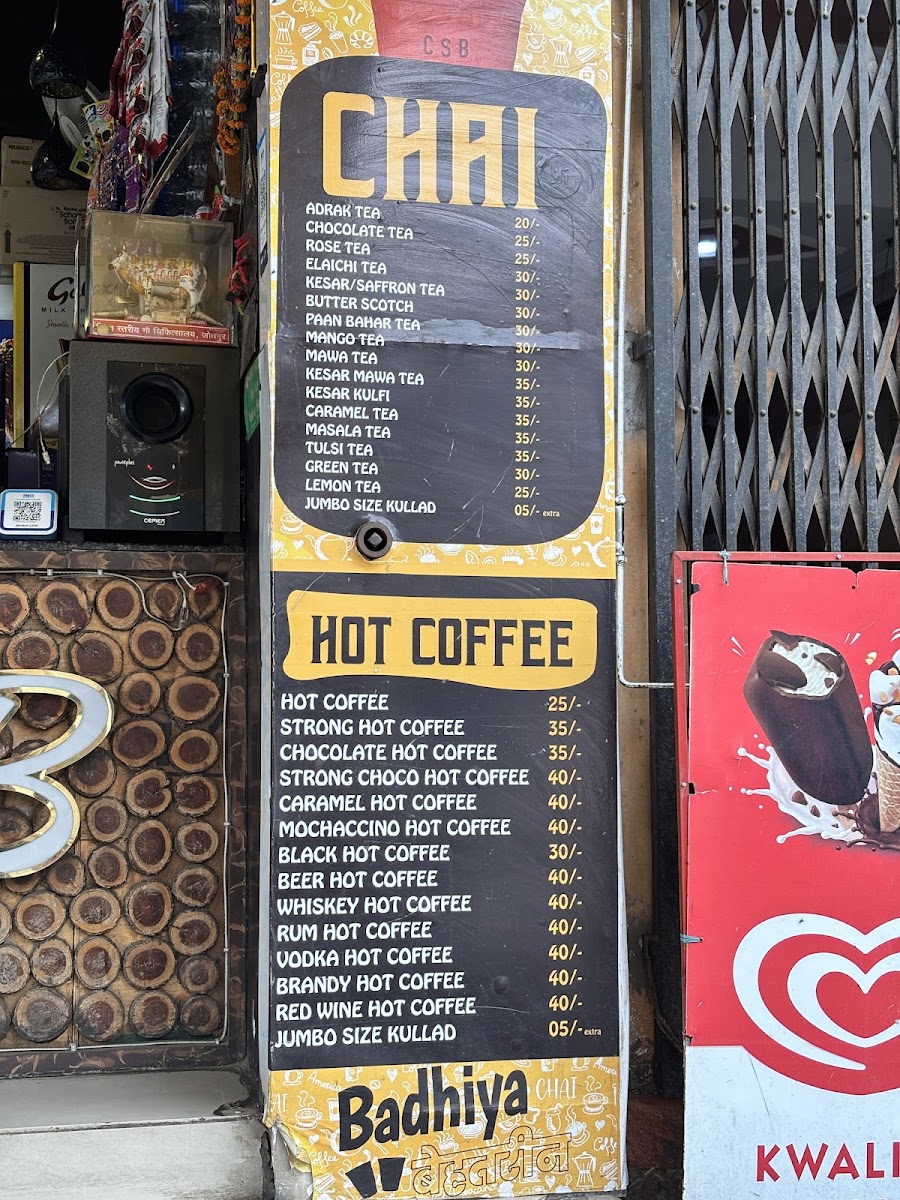 CSB
CHAI
ADRAK TEA 20/-
CHOCOLATE TEA 25/-
ROSE TEA 25/-
ELAICHI TEA 30/-
KESAR/SAFFRON TEA 30/-
BUTTER SCOTCH 30/-
PAAN BAHAR TEA 30/-
MANGO TEA 30/-
MAWA TEA 30/-
KESAR MAWA TEA 35/-
KESAR KULFI 35/-
CARAMEL TEA 35/-
MASALA TEA 35/-
TULSI TEA 35/-
GREEN TEA 30/-
LEMON TEA 25/-
JUMBO SIZE KULLAD 05/- extra
HOT COFFEE
HOT COFFEE 25/-
STRONG HOT COFFEE 35/-
CHOCOLATE HOT COFFEE 35/-
STRONG CHOCO HOT COFFEE 40/-
CARAMEL HOT COFFEE 40/-
MOCHACCINO HOT COFFEE 40/-
BLACK HOT COFFEE 30/-
BEER HOT COFFEE 40/-
WHISKEY HOT COFFEE 40/-
RUM HOT COFFEE 40/-
VODKA HOT COFFEE 40/-
BRANDY HOT COFFEE 40/-
RED WINE HOT COFFEE 40/-
JUMBO SIZE KULLAD 05/- extra
CHAI
Badhiya
बेहतरीन
स्तरीय गौ चिकित्सालय, जोधपुर
MILK
B
KWALI